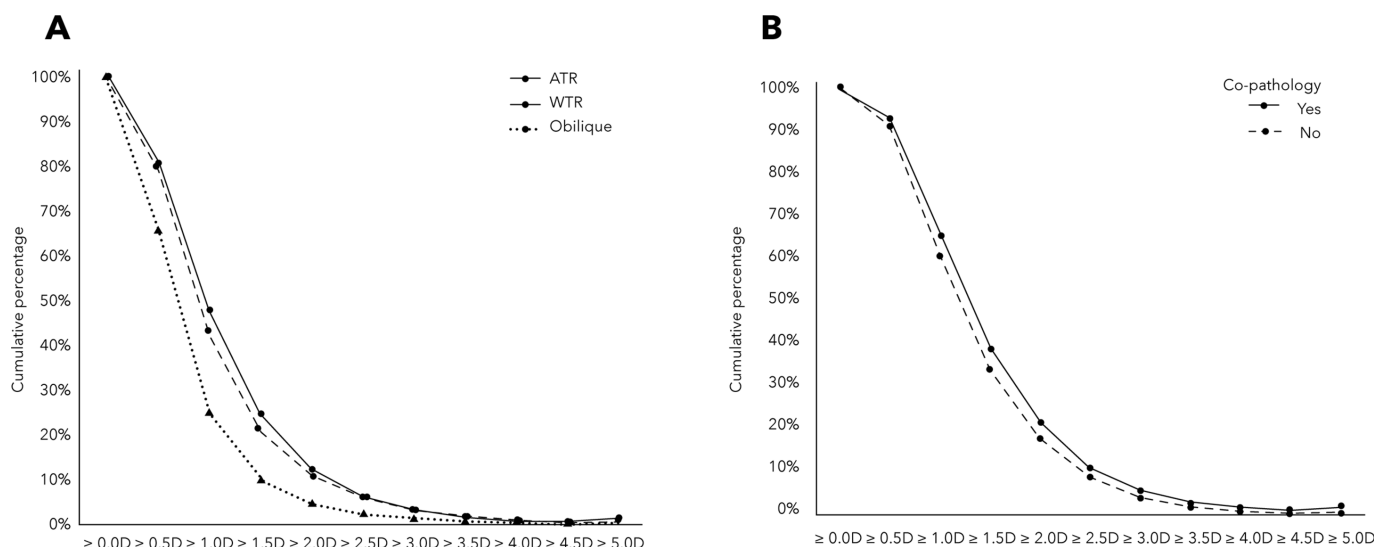 A
100%
90%
80%
70%
60%
50%
40%
30%
20%
10%
0%
Cumulative percentage
ATR
WTR
Obilique
≥ 0.0D ≥ 0.5D ≥ 1.0D ≥ 1.5D ≥ 2.0D ≥ 2.5D ≥ 3.0D ≥ 3.5D ≥ 4.0D ≥ 4.5D ≥ 5.0D
B
100%
90%
80%
70%
60%
50%
40%
30%
20%
10%
0%
Cumulative percentage
Co-pathology
Yes
No
≥ 0.0D ≥ 0.5D ≥ 1.0D ≥ 1.5D ≥ 2.0D ≥ 2.5D ≥ 3.0D ≥ 3.5D ≥ 4.0D ≥ 4.5D ≥ 5.0D